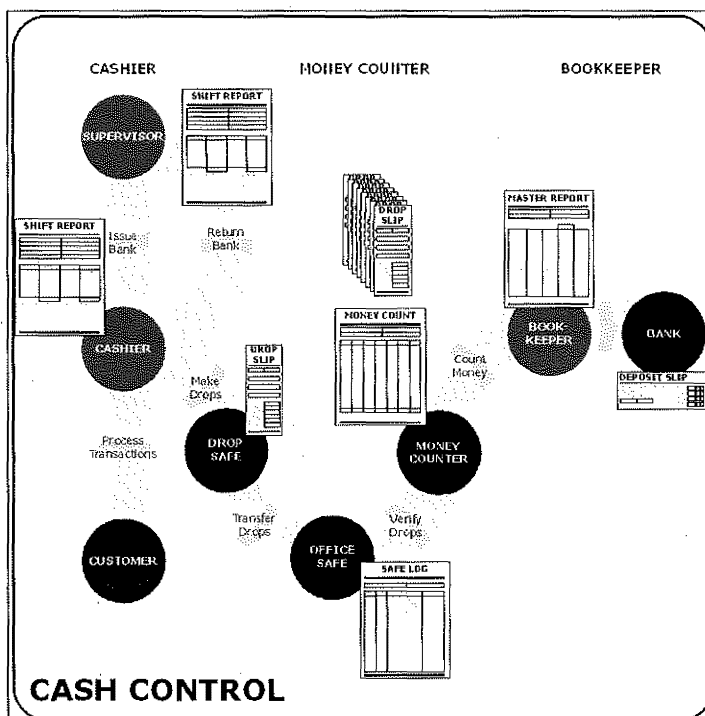 CASHIER
MONEY COUNTER
BOOKKEEPER
SHIFT REPORT
SUPERVISOR
DROP
SLIP
MASTER REPORT
SHIFT REPORT
Issue
Bank
Return
Bank
MONEY COUNT
BOOK-
KEEPER
BANK
CASHIER
DROP
SLIP
Count
Money
DEPOSIT SLIP
Make
Drops
Process
Transactions
DROP
SAFE
MONEY
COUNTER
Transfer
Drops
Verify
Drops
CUSTOMER
OFFICE
SAFE
SAFE LOG
CASH CONTROL